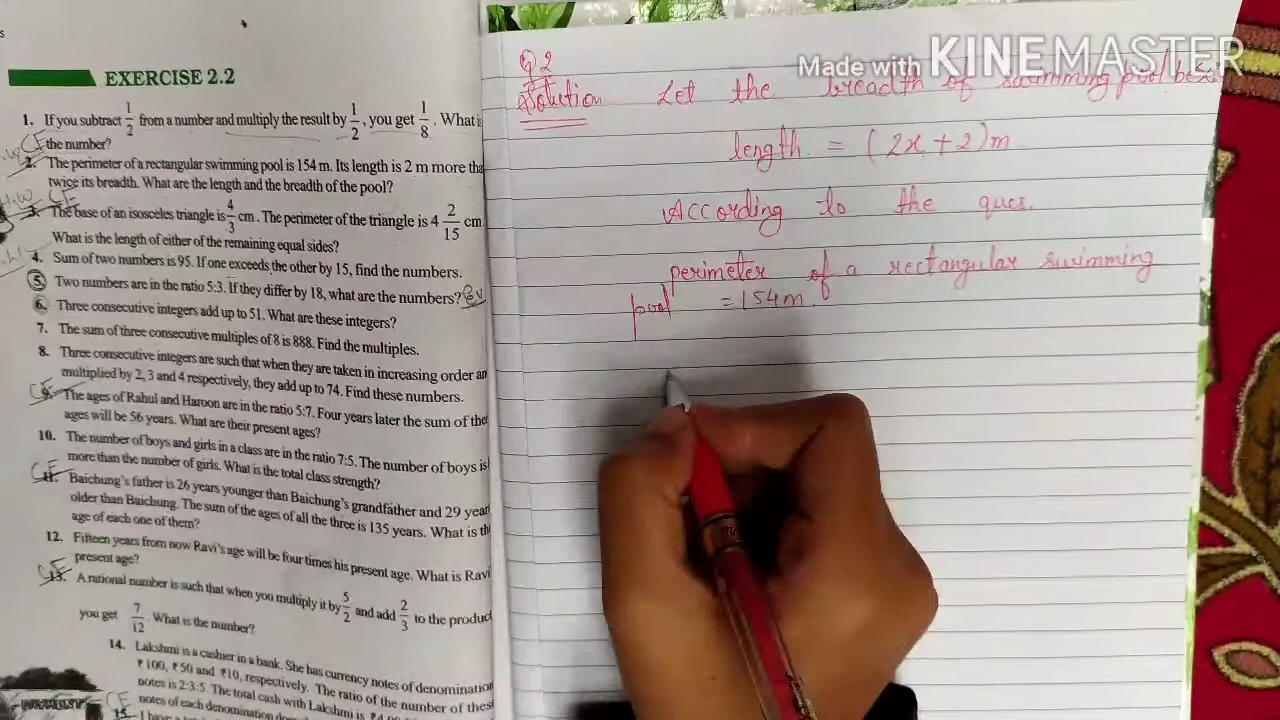 EXERCISE 2.2
1. If you subtract 1/2 from a number and multiply the result by 1/2, you get 1/8. What is
the number?
2. The perimeter of a rectangular swimming pool is 154 m. Its length is 2 m more tha
twice its breadth. What are the length and the breadth of the pool?
3. The base of an isosceles triangle is 4/3 cm. The perimeter of the triangle is 4 2/15 cm.
What is the length of either of the remaining equal sides?
4. Sum of two numbers is 95. If one exceeds the other by 15, find the numbers.
5. Two numbers are in the ratio 5:3. If they differ by 18, what are the numbers?
6. Three consecutive integers add up to 51. What are these integers?
7. The sum of three consecutive multiples of 8 is 888. Find the multiples.
8. Three consecutive integers are such that when they are taken in increasing order an
multiplied by 2, 3 and 4 respectively, they add up to 74. Find these numbers.
9. The ages of Rahul and Haroon are in the ratio 5:7. Four years later the sum of the
ages will be 56 years. What are their present ages?
10. The number of boys and girls in a class are in the ratio 7:5. The number of boys is
more than the number of girls. What is the total class strength?
11. Baichung's father is 26 years younger than Baichung's grandfather and 29 year
older than Baichung. The sum of the ages of all the three is 135 years. What is th
age of each one of them?
12. Fifteen years from now Ravi's age will be four times his present age. What is Ravi
present age?
13. A rational number is such that when you multiply it by 5/2 and add 2/3 to the produc
you get 7/12. What is the number?
14. Lakshmi is a cashier in a bank. She has currency notes of denomination
₹100, ₹50 and ₹10, respectively. The ratio of the number of thes
notes is 2:3:5. The total cash with Lakshmi is
notes of each denomination
15. I have a
PAYMENT
Made with KINEMASTER
Q 2
Solution Let the breadth of swimming pool be
length = (2x+2)m
According to the ques.
perimeter of a rectangular swimming
pool = 154m